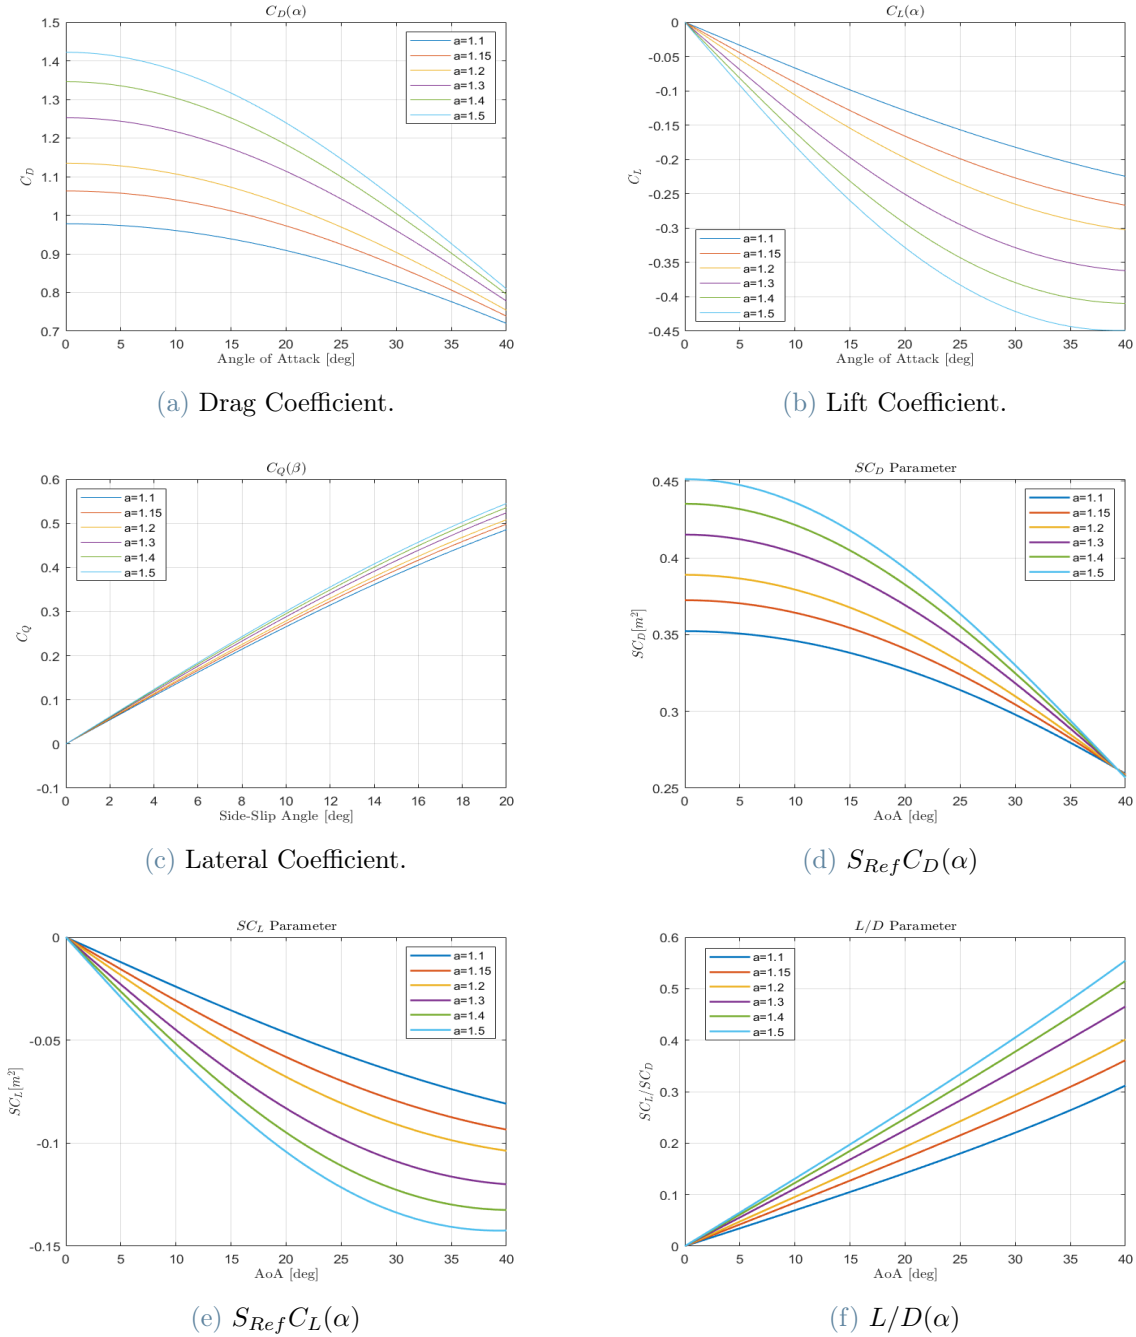 C_D(α)
1.5
1.4
1.3
1.2
1.1
1
0.9
0.8
0.7
C_D
a=1.1
a=1.15
a=1.2
a=1.3
a=1.4
a=1.5
0 5 10 15 20 25 30 35 40
Angle of Attack [deg]
(a) Drag Coefficient.
C_L(α)
0
-0.05
-0.1
-0.15
-0.2
-0.25
-0.3
-0.35
-0.4
-0.45
C_L
a=1.1
a=1.15
a=1.2
a=1.3
a=1.4
a=1.5
0 5 10 15 20 25 30 35 40
Angle of Attack [deg]
(b) Lift Coefficient.
C_Q(β)
0.6
0.5
0.4
0.3
0.2
0.1
0
-0.1
C_Q
a=1.1
a=1.15
a=1.2
a=1.3
a=1.4
a=1.5
0 2 4 6 8 10 12 14 16 18 20
Side-Slip Angle [deg]
(c) Lateral Coefficient.
SC_D Parameter
0.45
0.4
0.35
0.3
0.25
SC_D[m²]
a=1.1
a=1.15
a=1.2
a=1.3
a=1.4
a=1.5
0 5 10 15 20 25 30 35 40
AoA [deg]
(d) S_{Ref}C_D(α)
SC_L Parameter
0
-0.05
-0.1
-0.15
SC_L[m²]
a=1.1
a=1.15
a=1.2
a=1.3
a=1.4
a=1.5
0 5 10 15 20 25 30 35 40
AoA [deg]
(e) S_{Ref}C_L(α)
L/D Parameter
0.6
0.5
0.4
0.3
0.2
0.1
0
SC_L/SC_D
a=1.1
a=1.15
a=1.2
a=1.3
a=1.4
a=1.5
0 5 10 15 20 25 30 35 40
AoA [deg]
(f) L/D(α)